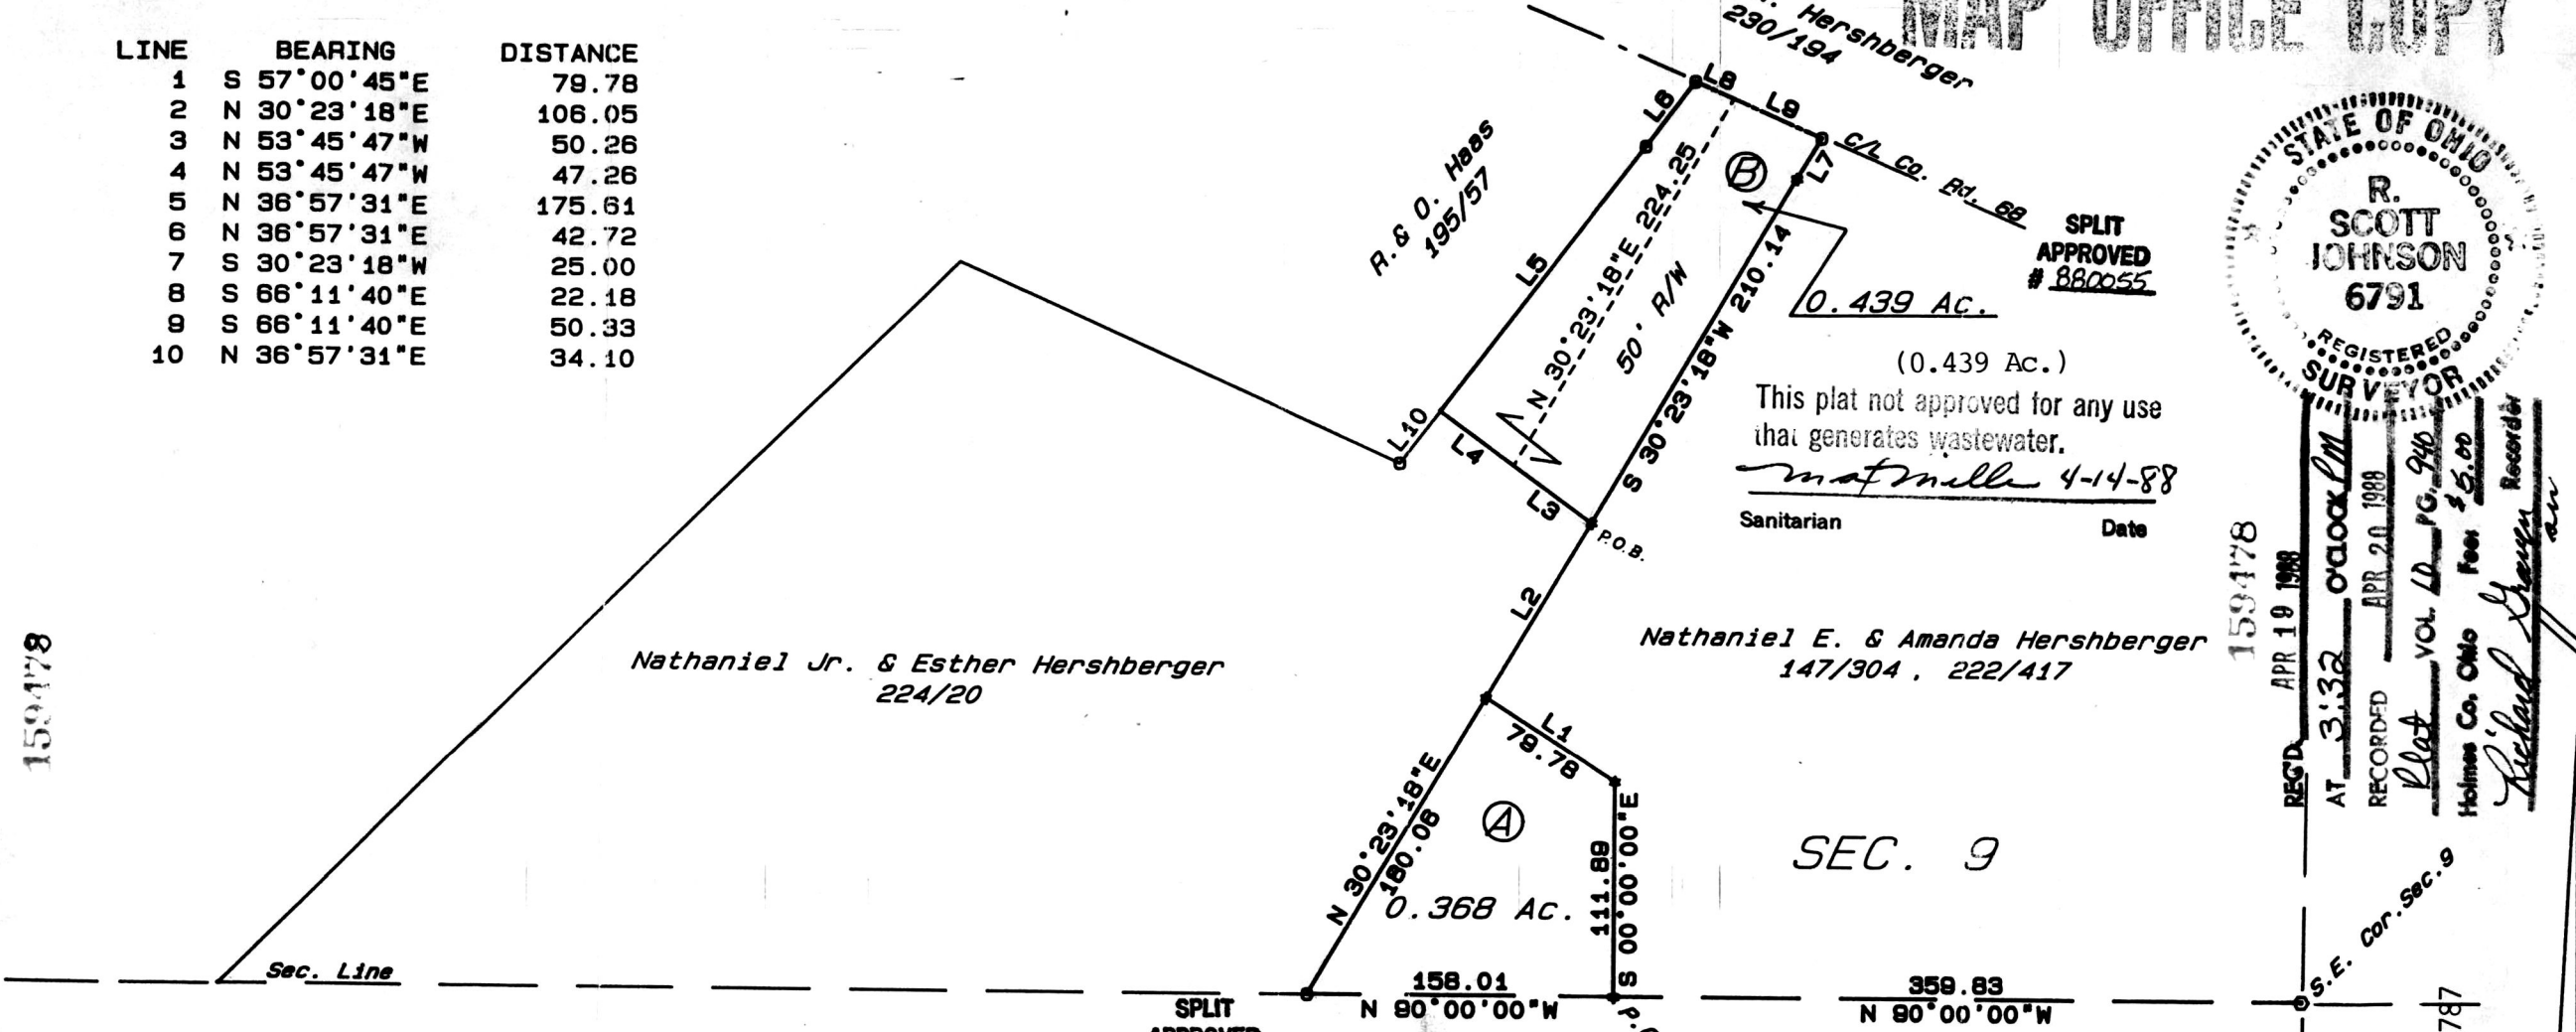 MAP OFFICE COPY
LINE BEARING DISTANCE
1 S 57°00'45"E 79.78
2 N 30°23'18"E 106.05
3 N 53°45'47"W 50.26
4 N 53°45'47"W 47.26
5 N 36°57'31"E 175.61
6 N 36°57'31"E 42.72
7 S 30°23'18"W 25.00
8 S 66°11'40"E 22.18
9 S 66°11'40"E 50.33
10 N 36°57'31"E 34.10
Hershberger
230/194
L8
L9
L6
L7
C/L Co. Rd. 68
R. & O. Haas
195/57
B
L5
N 30°23'18"E 224.25
50' R/W
S 30°23'18"W 210.14
0.439 AC.
SPLIT
APPROVED
# 880055
STATE OF OHIO
R.
SCOTT
JOHNSON
6791
REGISTERED
SURVEYOR
(0.439 Ac.)
This plat not approved for any use
that generates wastewater.
4-14-88
Sanitarian Date
L10
L4
L3
P.O.B.
L2
Nathaniel Jr. & Esther Hershberger
224/20
Nathaniel E. & Amanda Hershberger
147/304 , 222/417
L1
79.78
A
N 30°23'18"E
180.06
0.368 AC.
111.89
S 00°00'00"E
SEC. 9
Sec. Line
158.01
N 90°00'00"W
359.83
N 90°00'00"W
S.E. Cor. Sec. 9
SPLIT
APPROVED
159478
159478
REC'D APR 19 1988
AT 3:32 O'clock PM
RECORDED APR 20 1988
Plat VOL. 10 PG. 940
Holmes Co. Ohio Fee: $5.00
Richard Graven Recorder
787